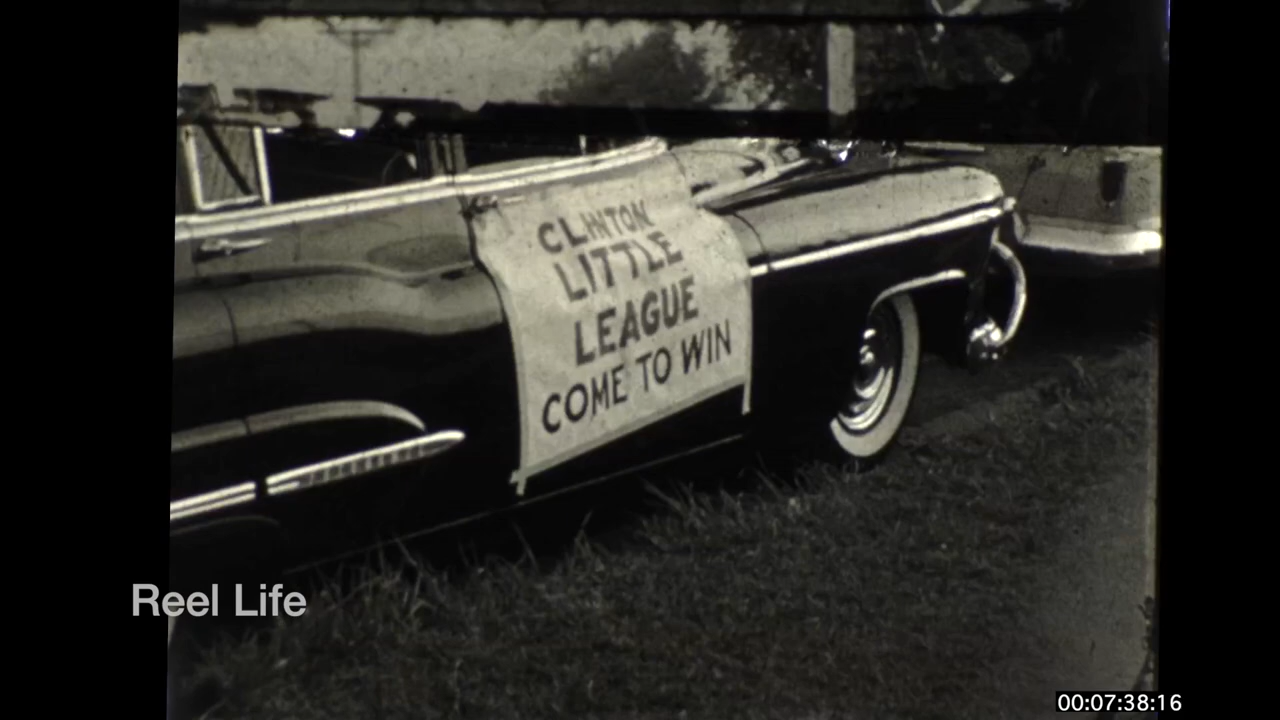 CLINTON
LITTLE
LEAGUE
COME TO WIN
Reel Life
00:07:38:16